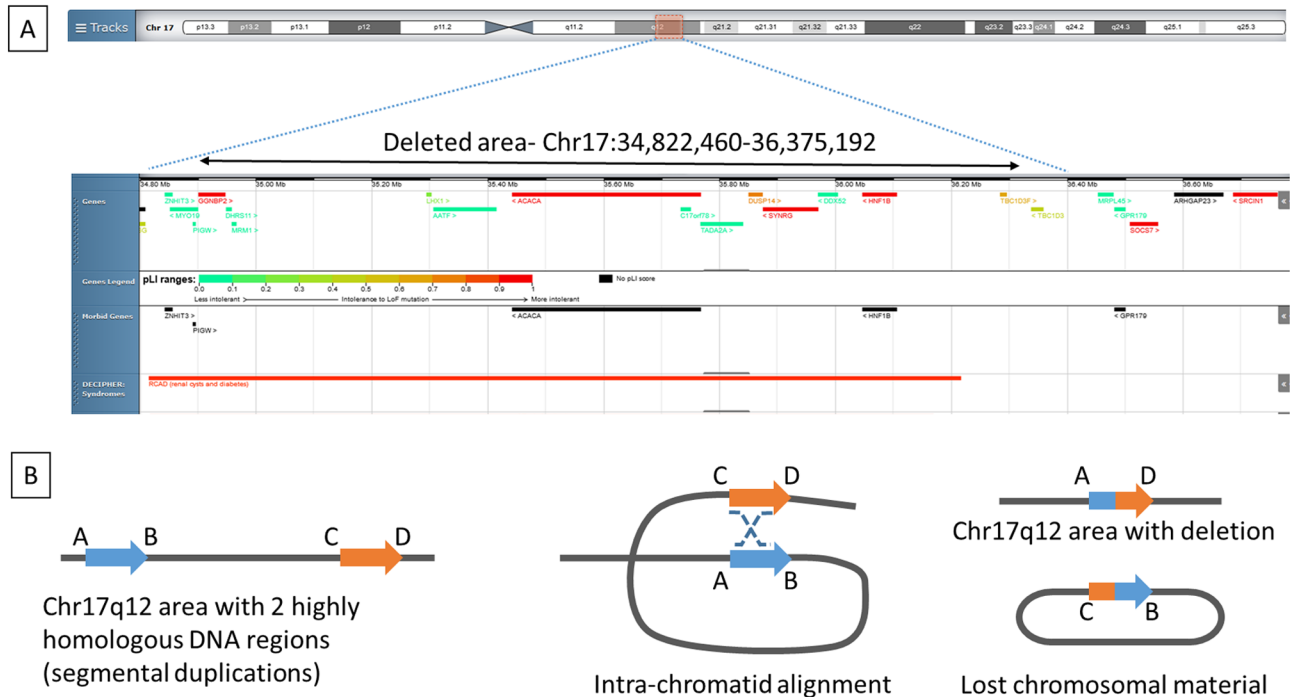 A
≡ Tracks
Chr 17
p13.3 p13.2 p13.1 p12 p11.2 q11.2 q12 q21.2 q21.31 q21.32 q21.33 q22 q23.2 q23.3 q24.1 q24.2 q24.3 q25.1 q25.3
Deleted area- Chr17:34,822,460-36,375,192
34.80 Mb 35.00 Mb 35.20 Mb 35.40 Mb 35.60 Mb 35.80 Mb 36.00 Mb 36.20 Mb 36.40 Mb 36.60 Mb
Genes
ZNHIT3 > GGNBP2 > LHX1 > < ACACA DUSP14 > < DDX52 < HNF1B TBC1D3F > MRPL45 > ARHGAP23 > < SRCIN1
< MYO19 DHRS11 > AATF > C17orf78 > < SYNRG < TBC1D3 < GPR179
PIGW > MRM1 > TADA2A > SOCS7 >
Genes Legend
pLI ranges:
No pLI score
0.0 0.1 0.2 0.3 0.4 0.5 0.6 0.7 0.8 0.9 1
Less intolerant > Intolerance to LoF mutation More intolerant
Morbid Genes
ZNHIT3 > < ACACA < HNF1B < GPR179
PIGW >
DECIPHER:
Syndromes
RCAD (renal cysts and diabetes)
B
A B C D
Chr17q12 area with 2 highly
homologous DNA regions
(segmental duplications)
C D
A B
Intra-chromatid alignment
A D
Chr17q12 area with deletion
C B
Lost chromosomal material